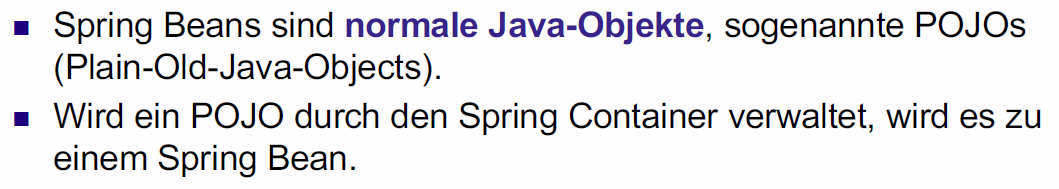 ■ Spring Beans sind normale Java-Objekte, sogenannte POJOs
(Plain-Old-Java-Objects).
■ Wird ein POJO durch den Spring Container verwaltet, wird es zu
einem Spring Bean.